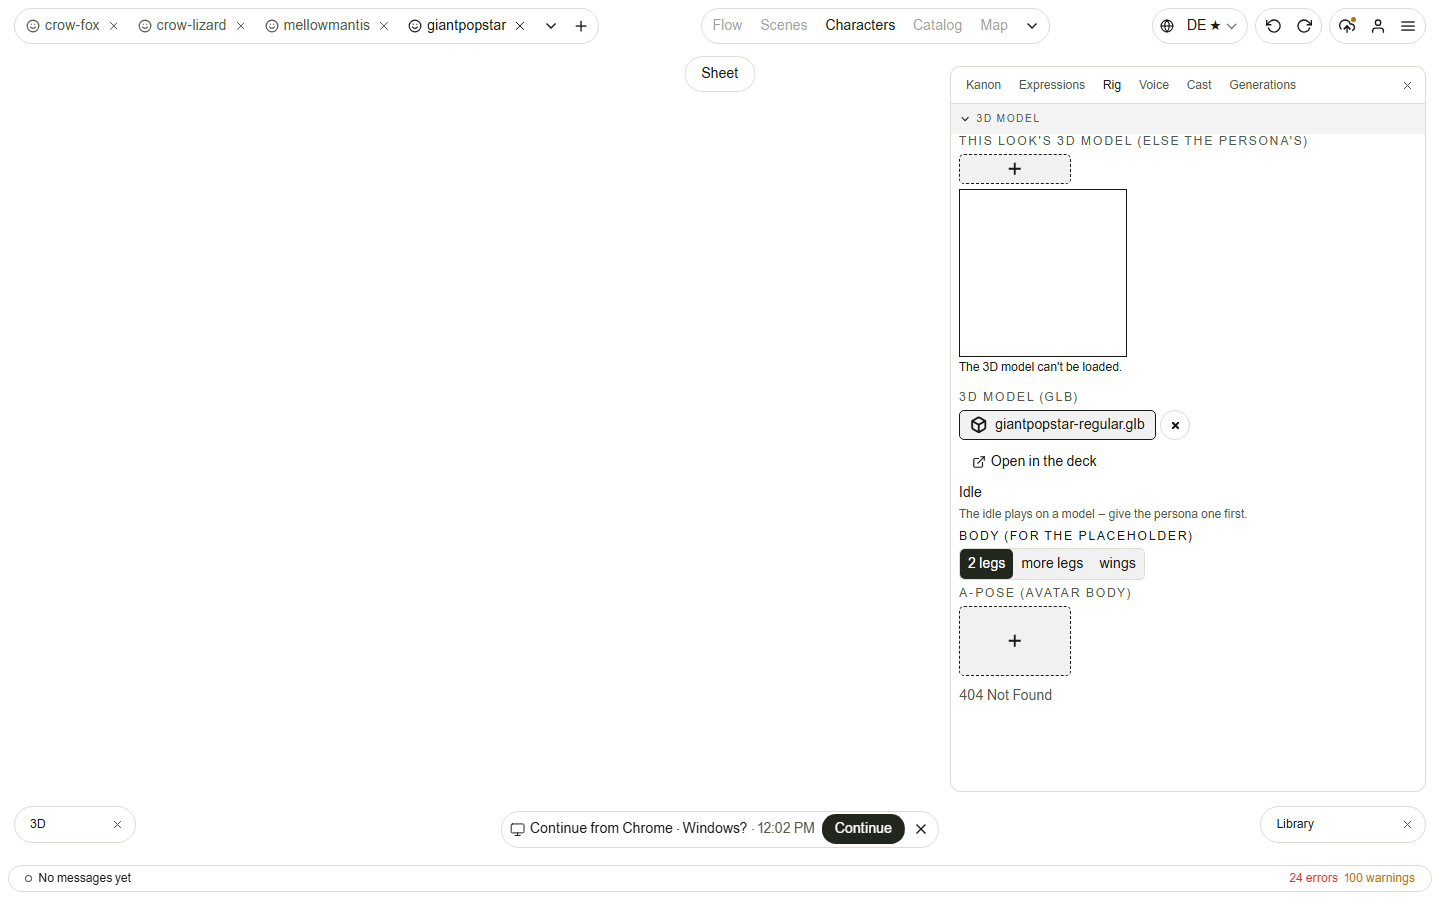 crow-fox
crow-lizard
mellowmantis
giantpopstar
Flow
Scenes
Characters
Catalog
Map
DE ★
Sheet
Kanon
Expressions
Rig
Voice
Cast
Generations
3D MODEL
THIS LOOK'S 3D MODEL (ELSE THE PERSONA'S)
The 3D model can't be loaded.
3D MODEL (GLB)
giantpopstar-regular.glb
Open in the deck
Idle
The idle plays on a model – give the persona one first.
BODY (FOR THE PLACEHOLDER)
2 legs
more legs
wings
A-POSE (AVATAR BODY)
404 Not Found
3D
Continue from Chrome · Windows? · 12:02 PM
Continue
Library
No messages yet
24 errors
100 warnings